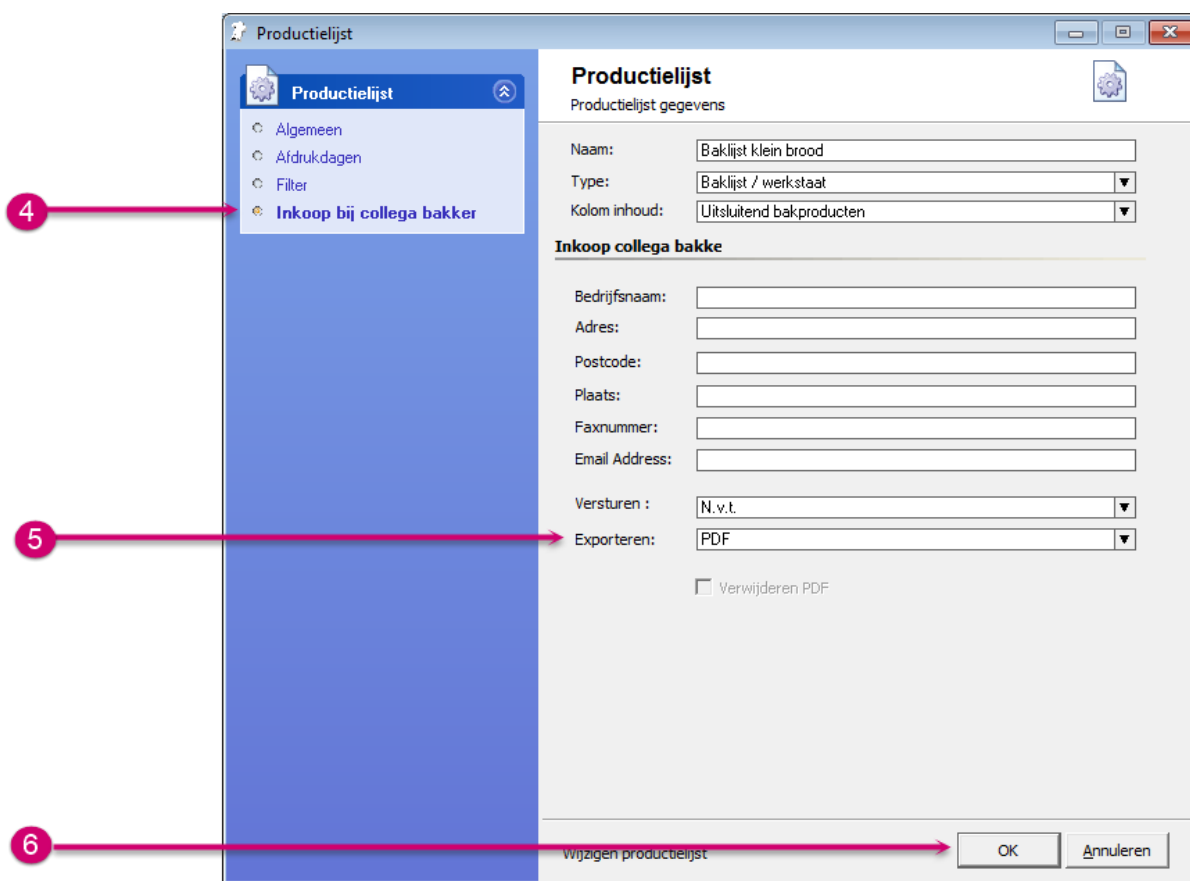 Productielijst
Productielijst
Algemeen
Afdrukdagen
Filter
4
Inkoop bij collega bakker
Productielijst
Productielijst gegevens
Naam: Baklijst klein brood
Type: Baklijst / werkstaat
Kolom inhoud: Uitsluitend bakproducten
Inkoop collega bakke
Bedrijfsnaam:
Adres:
Postcode:
Plaats:
Faxnummer:
Email Address:
Versturen : N.v.t.
5
Exporteren: PDF
Verwijderen PDF
6
Wijzigen productielijst
OK
Annuleren